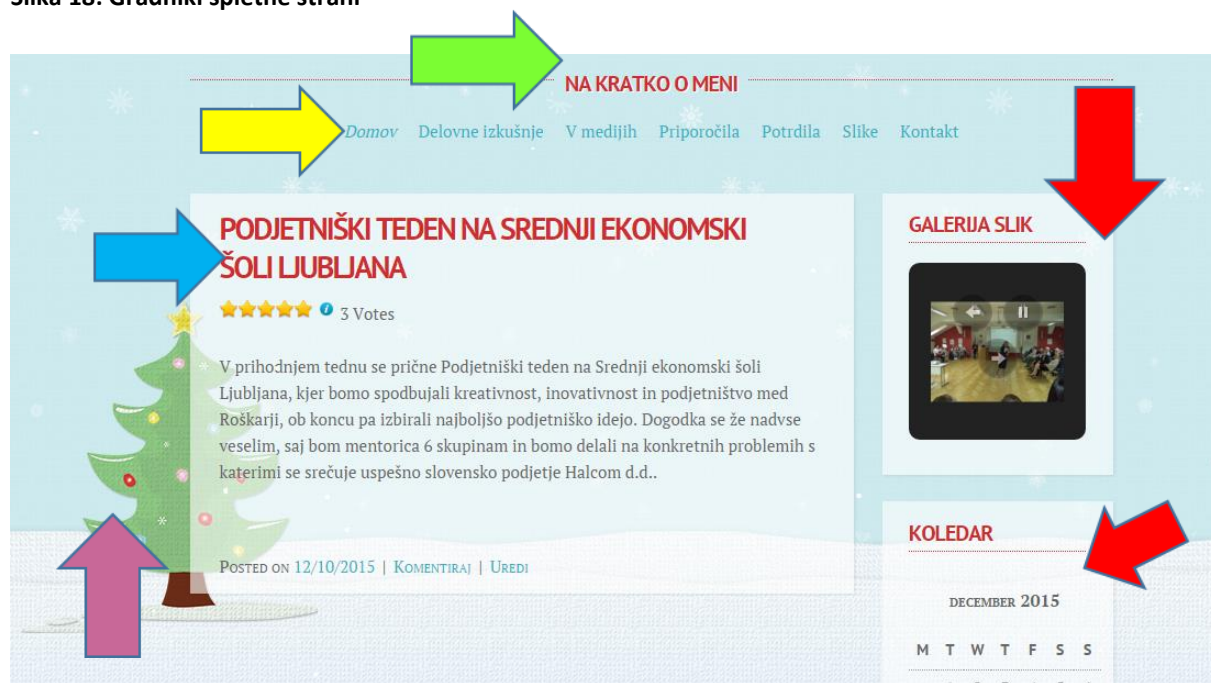 Slika 18: Gradniki spletne strani
NA KRATKO O MENI
Domov Delovne izkušnje V medijih Priporočila Potrdila Slike Kontakt
PODJETNIŠKI TEDEN NA SREDNJI EKONOMSKI
ŠOLI LJUBLJANA
3 Votes
V prihodnjem tednu se prične Podjetniški teden na Srednji ekonomski šoli
Ljubljana, kjer bomo spodbujali kreativnost, inovativnost in podjetništvo med
Roškarji, ob koncu pa izbirali najboljšo podjetniško idejo. Dogodka se že nadvse
veselim, saj bom mentorica 6 skupinam in bomo delali na konkretnih problemih s
katerimi se srečuje uspešno slovensko podjetje Halcom d.d..
POSTED ON 12/10/2015 | KOMENTIRAJ | UREDI
GALERIJA SLIK
KOLEDAR
DECEMBER 2015
M T W T F S S